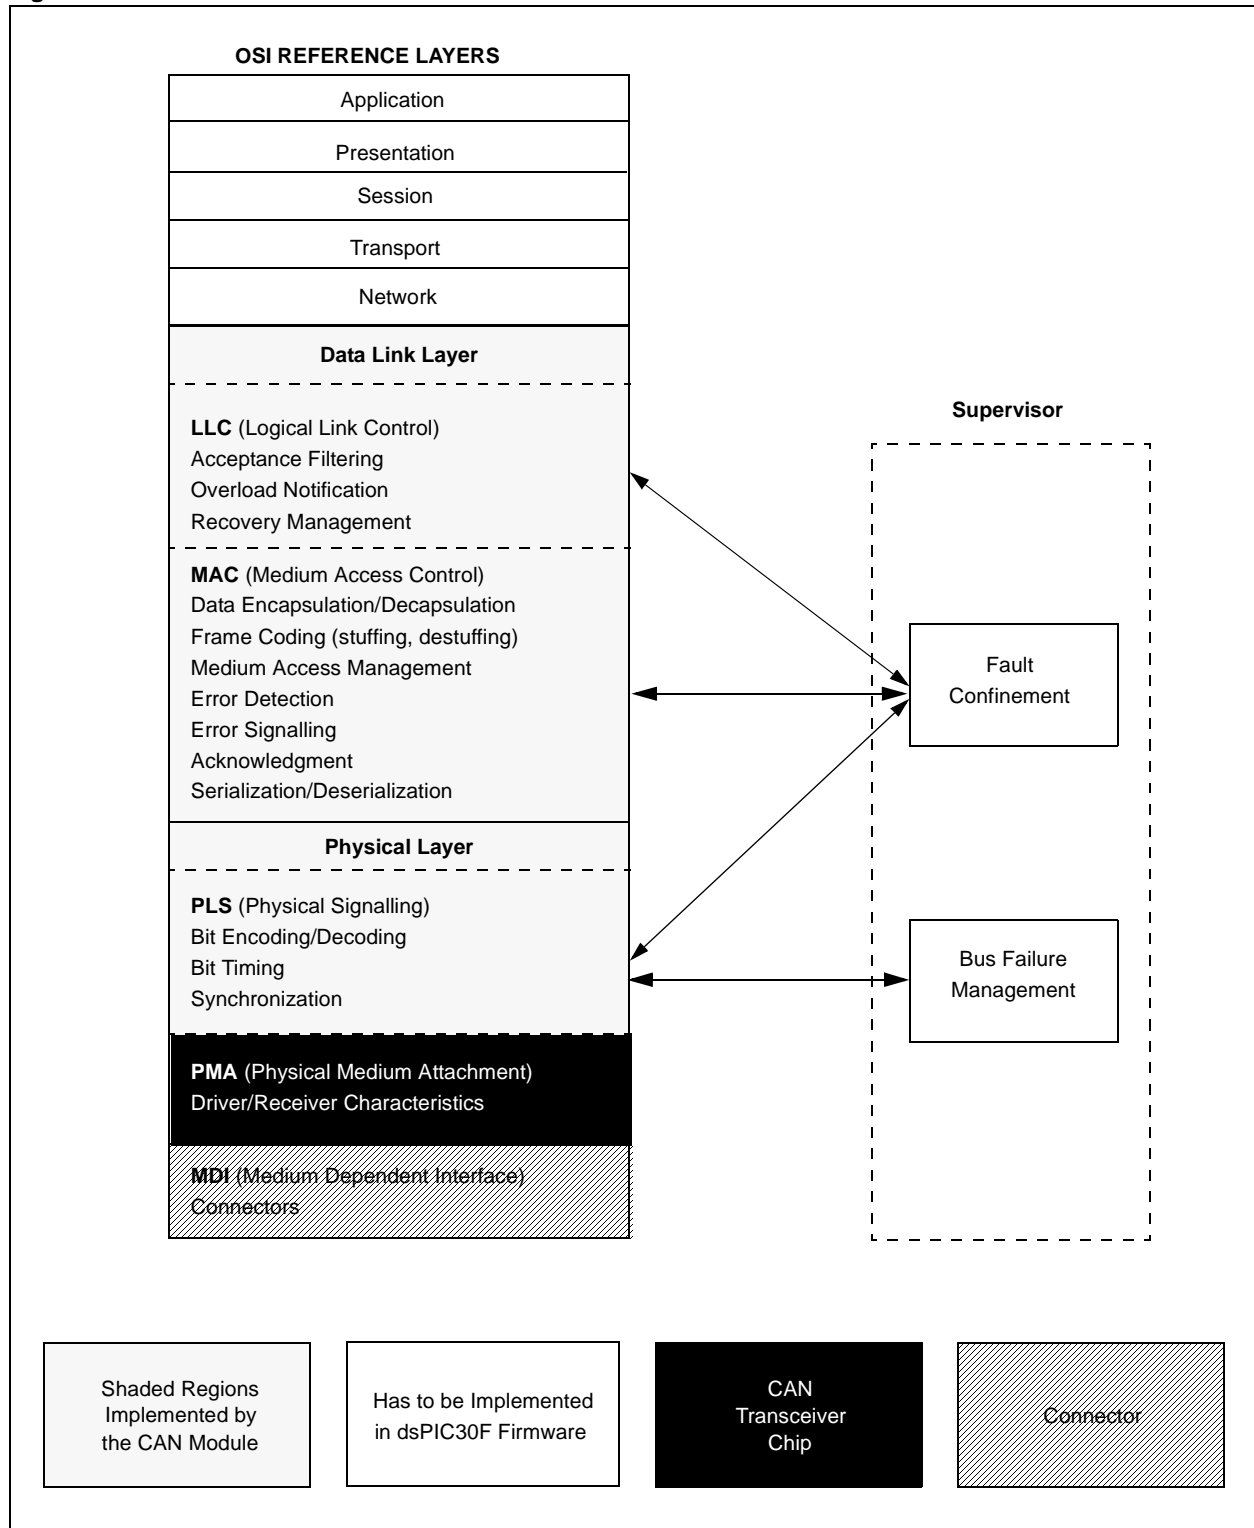 OSI REFERENCE LAYERS
Application
Presentation
Session
Transport
Network
Data Link Layer
LLC (Logical Link Control)
Acceptance Filtering
Overload Notification
Recovery Management
MAC (Medium Access Control)
Data Encapsulation/Decapsulation
Frame Coding (stuffing, destuffing)
Medium Access Management
Error Detection
Error Signalling
Acknowledgment
Serialization/Deserialization
Physical Layer
PLS (Physical Signalling)
Bit Encoding/Decoding
Bit Timing
Synchronization
PMA (Physical Medium Attachment)
Driver/Receiver Characteristics
MDI (Medium Dependent Interface)
Connectors
Supervisor
Fault
Confinement
Bus Failure
Management
Shaded Regions
Implemented by
the CAN Module
Has to be Implemented
in dsPIC30F Firmware
CAN
Transceiver
Chip
Connector